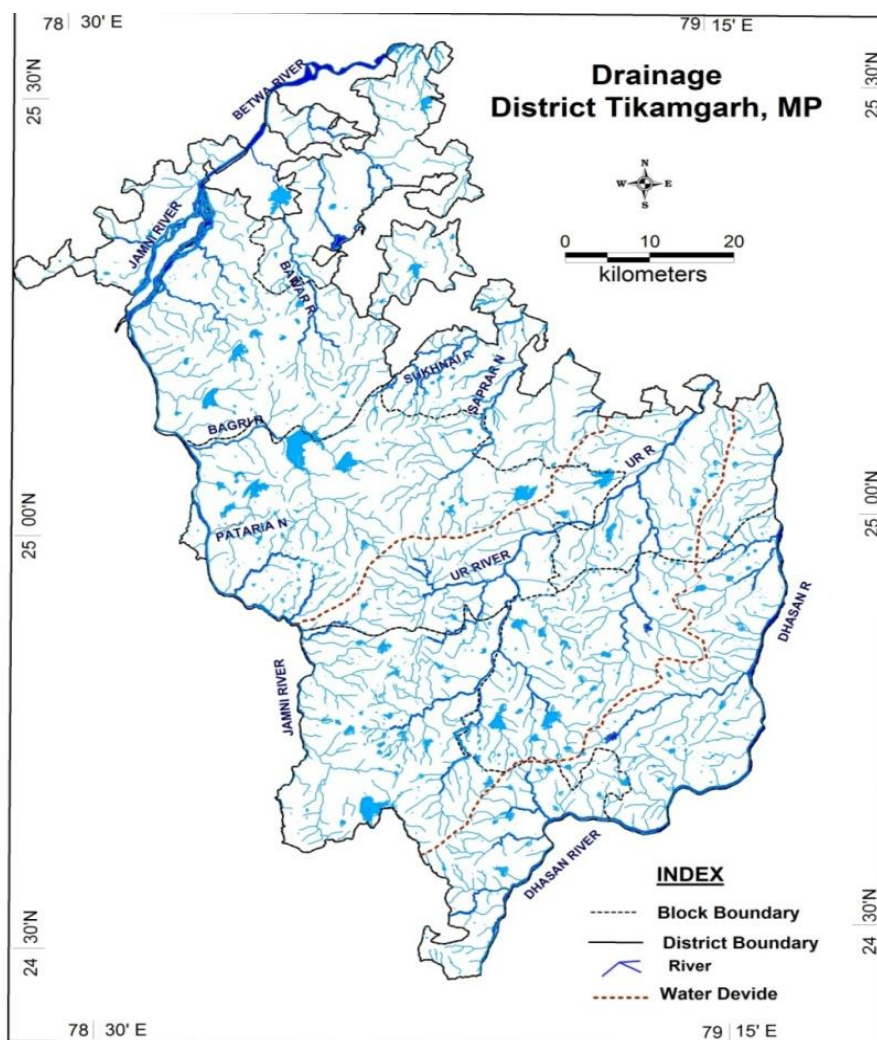 78 30' E
79 15' E
25 30'N
25 30'N
Drainage
District Tikamgarh, MP
N
W E
S
0 10 20
kilometers
BETWA RIVER
JAMNI RIVER
BAWAR R
SUKHNAI R
SAPRAR N
BAGRI R
UR R
25 00'N
25 00'N
PATARIA N
UR RIVER
DHASAN R
JAMNI RIVER
DHASAN RIVER
INDEX
Block Boundary
District Boundary
River
Water Devide
24 30'N
24 30'N
78 30' E
79 15' E